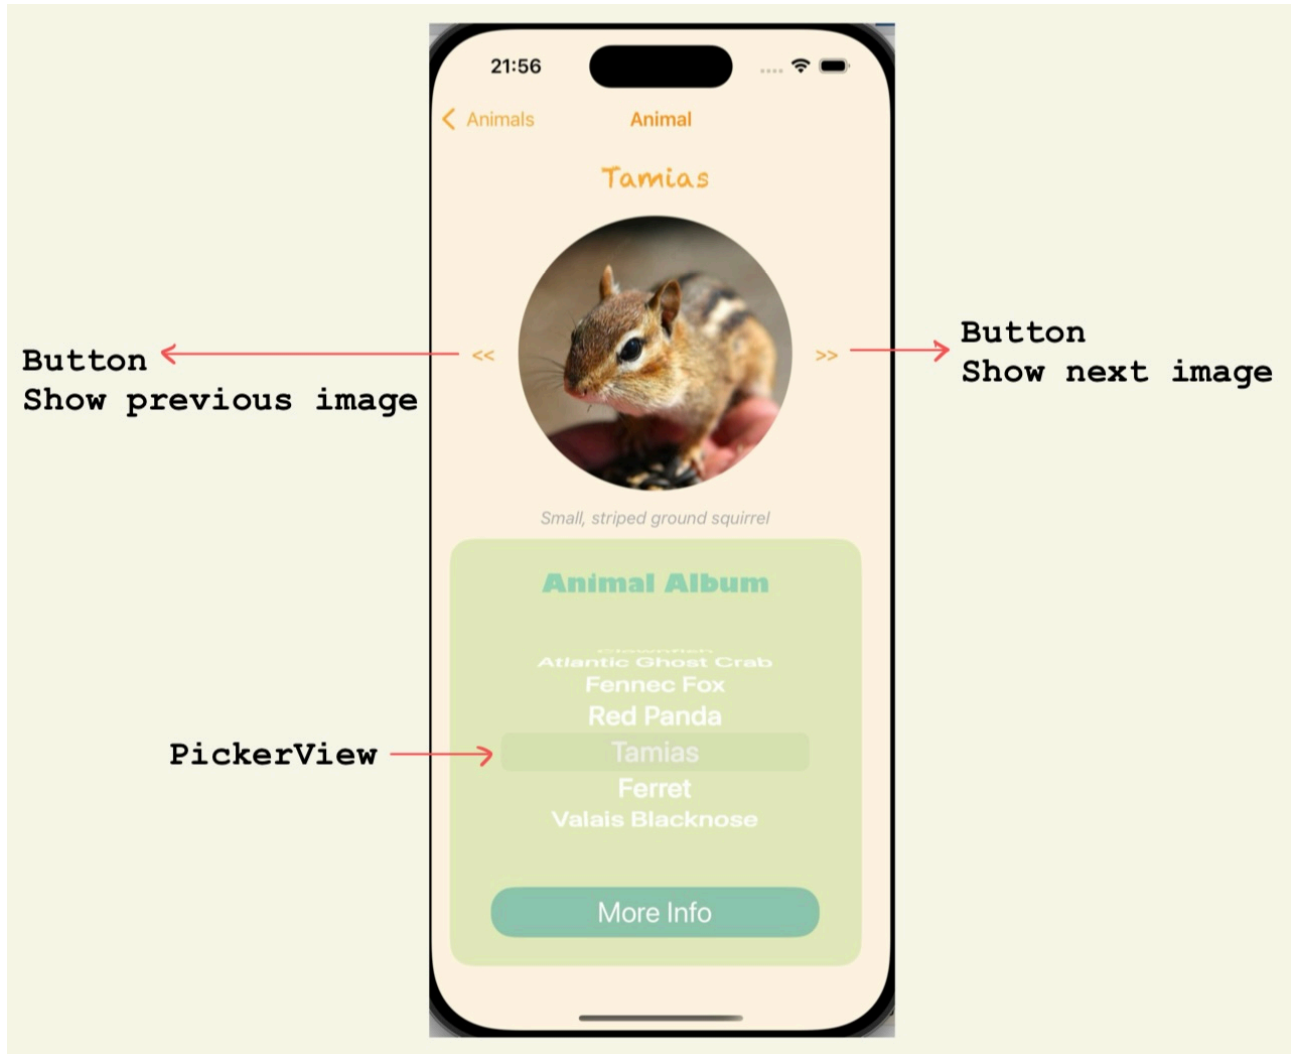 21:56
Animals
Animal
Tamias
Button
Show previous image
<<
>>
Button
Show next image
Small, striped ground squirrel
Animal Album
Clownfish
Atlantic Ghost Crab
Fennec Fox
Red Panda
PickerView
Tamias
Ferret
Valais Blacknose
More Info